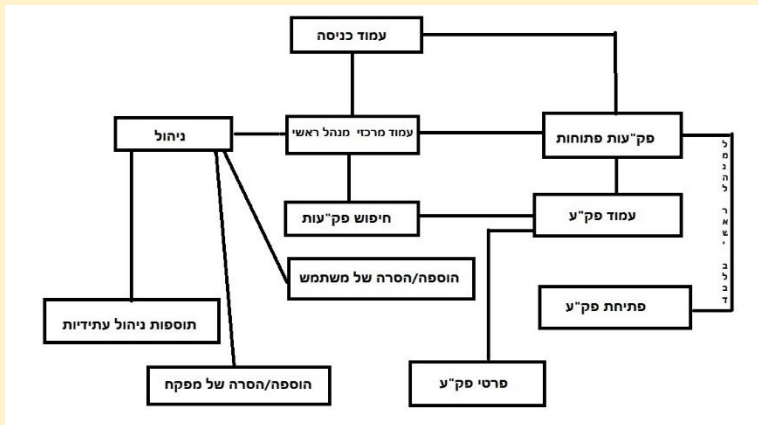 עמוד כניסה
ניהול
עמוד מרכזי מנהל ראשי
פק"עות פתוחות
חיפוש פק"עות
עמוד פק"ע
למנהל ראשי בלבד
הוספה/הסרה של משתמש
פתיחת פק"ע
תוספות ניהול עתידיות
הוספה/הסרה של מפקח
פרטי פק"ע